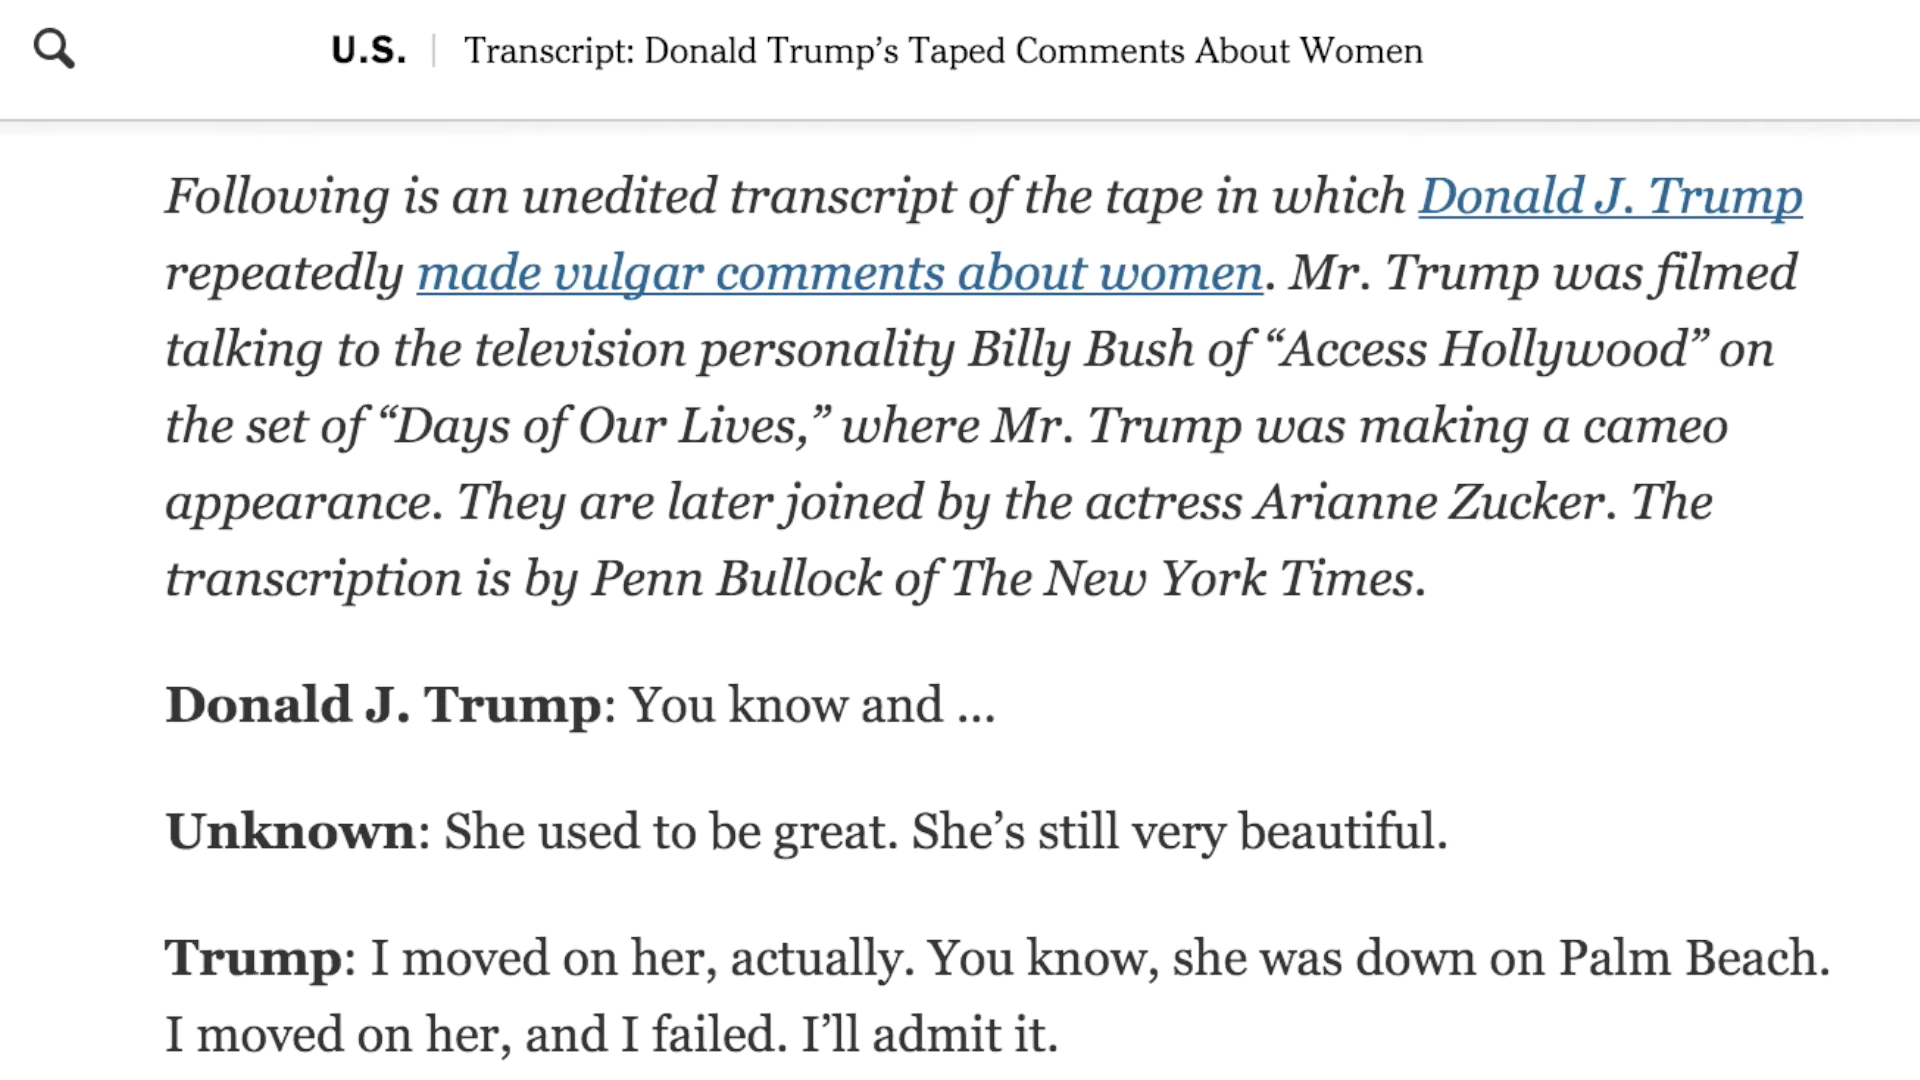 U.S. | Transcript: Donald Trump’s Taped Comments About Women
Following is an unedited transcript of the tape in which Donald J. Trump
repeatedly made vulgar comments about women. Mr. Trump was filmed
talking to the television personality Billy Bush of “Access Hollywood” on
the set of “Days of Our Lives,” where Mr. Trump was making a cameo
appearance. They are later joined by the actress Arianne Zucker. The
transcription is by Penn Bullock of The New York Times.
Donald J. Trump: You know and ...
Unknown: She used to be great. She’s still very beautiful.
Trump: I moved on her, actually. You know, she was down on Palm Beach.
I moved on her, and I failed. I’ll admit it.